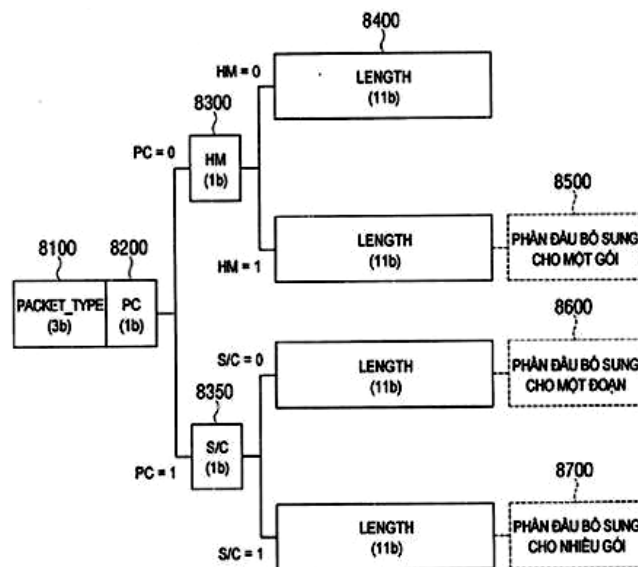 8400
HM = 0
LENGTH
(11b)
8300
PC = 0
HM
(1b)
8500
HM = 1
LENGTH
(11b)
PHẦN ĐẦU BỔ SUNG
CHO MỘT GÓI
8100
8200
PACKET_TYPE
(3b)
PC
(1b)
8600
S/C = 0
LENGTH
(11b)
PHẦN ĐẦU BỔ SUNG
CHO MỘT ĐOẠN
8350
PC = 1
S/C
(1b)
8700
S/C = 1
LENGTH
(11b)
PHẦN ĐẦU BỔ SUNG
CHO NHIỀU GÓI